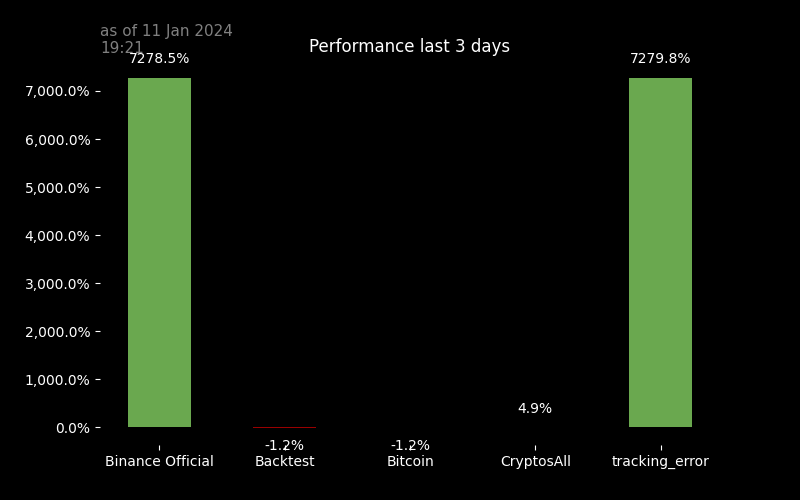 as of 11 Jan 2024
19:21
Performance last 3 days
7278.5%
7279.8%
7,000.0%
6,000.0%
5,000.0%
4,000.0%
3,000.0%
2,000.0%
1,000.0%
0.0%
4.9%
-1.2%
-1.2%
Binance Official
Backtest
Bitcoin
CryptosAll
tracking_error